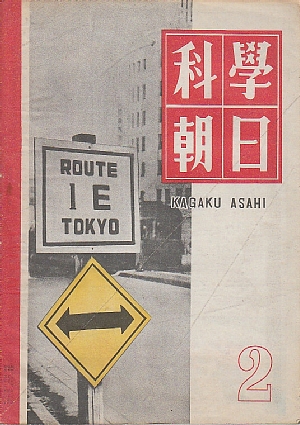 科學
朝日
KAGAKU ASAHI
ROUTE
1 E
TOKYO
2